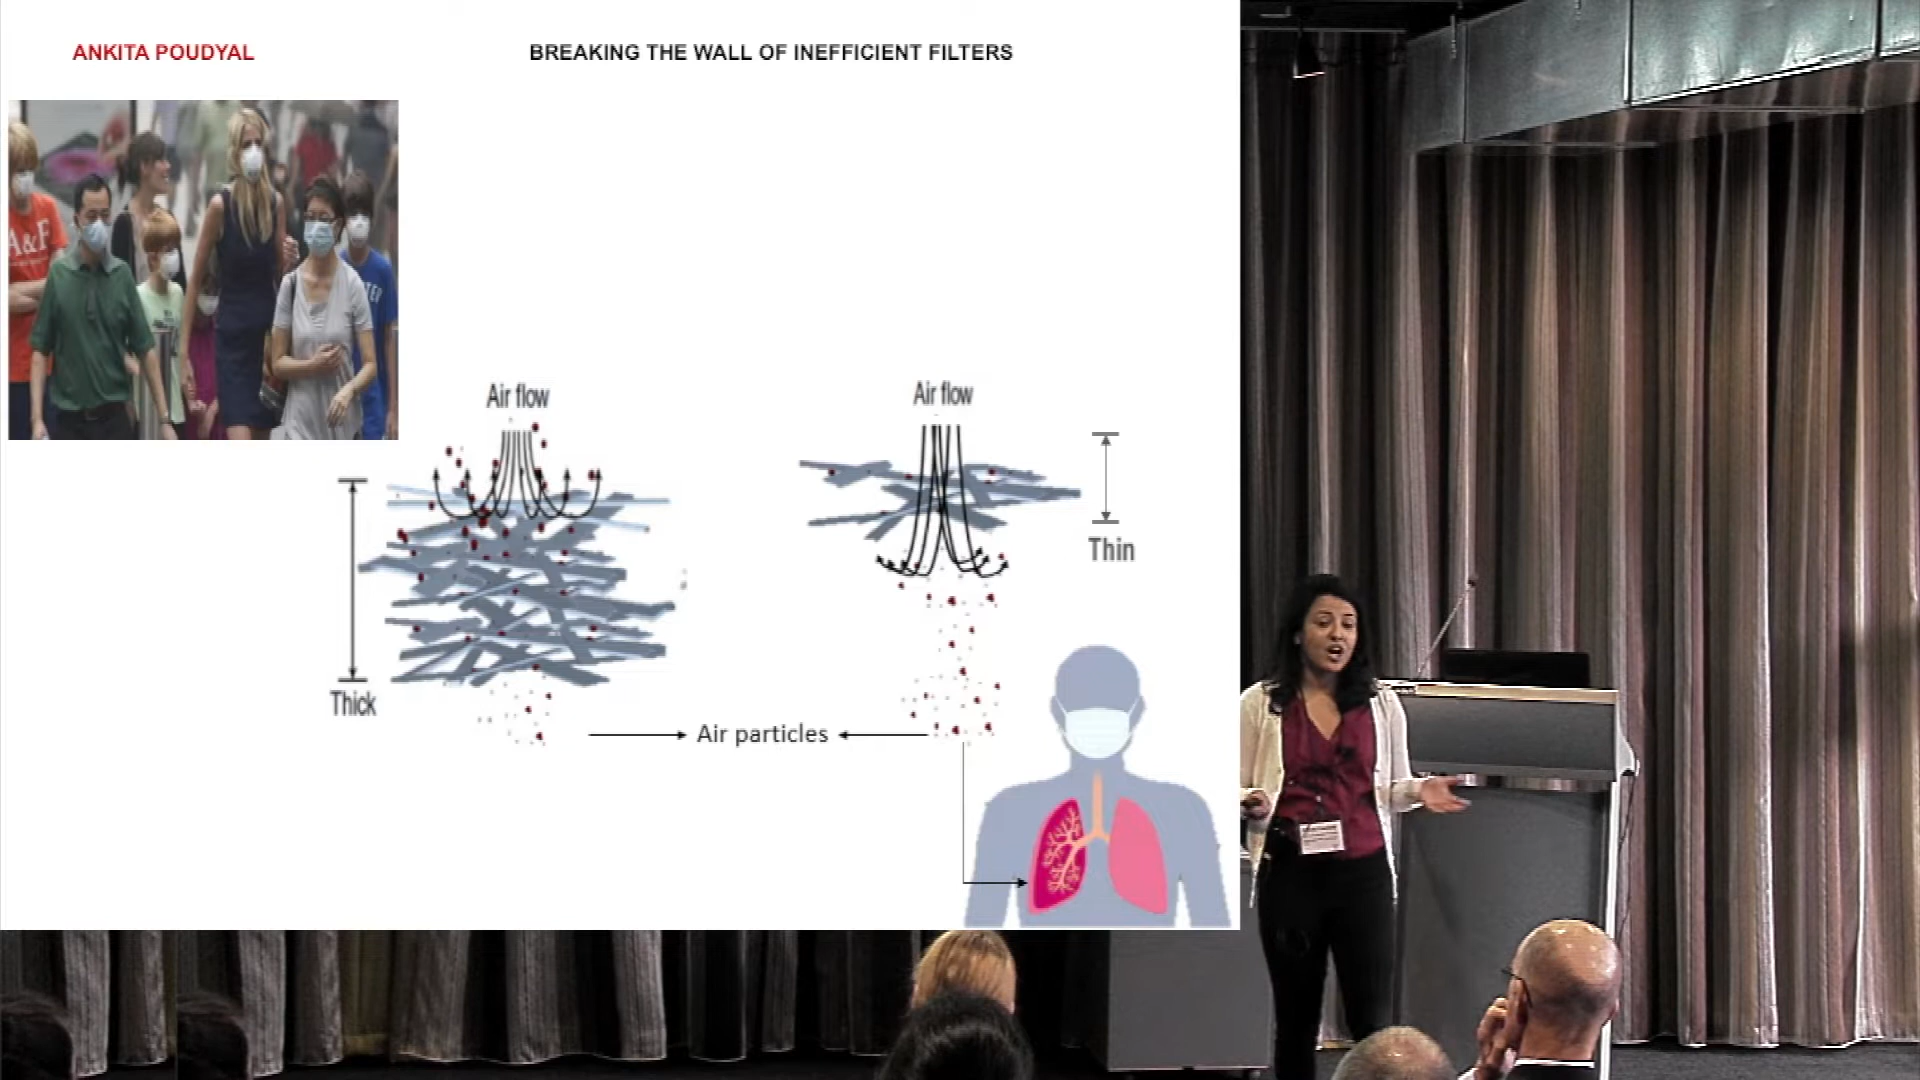 ANKITA POUDYAL
BREAKING THE WALL OF INEFFICIENT FILTERS
A&F
Air flow
Air flow
Thin
Thick
Air particles